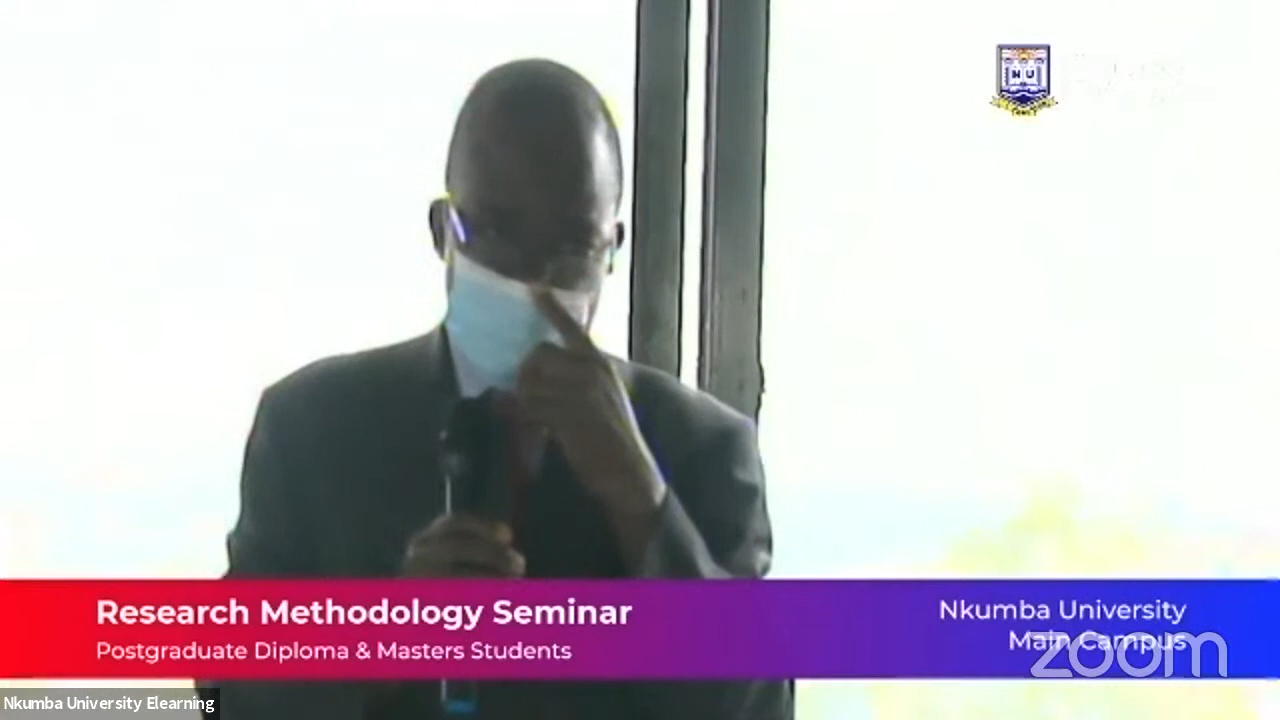 NU
Research Methodology Seminar
Postgraduate Diploma & Masters Students
Nkumba University
Main Campus
zoom
Nkumba University Elearning